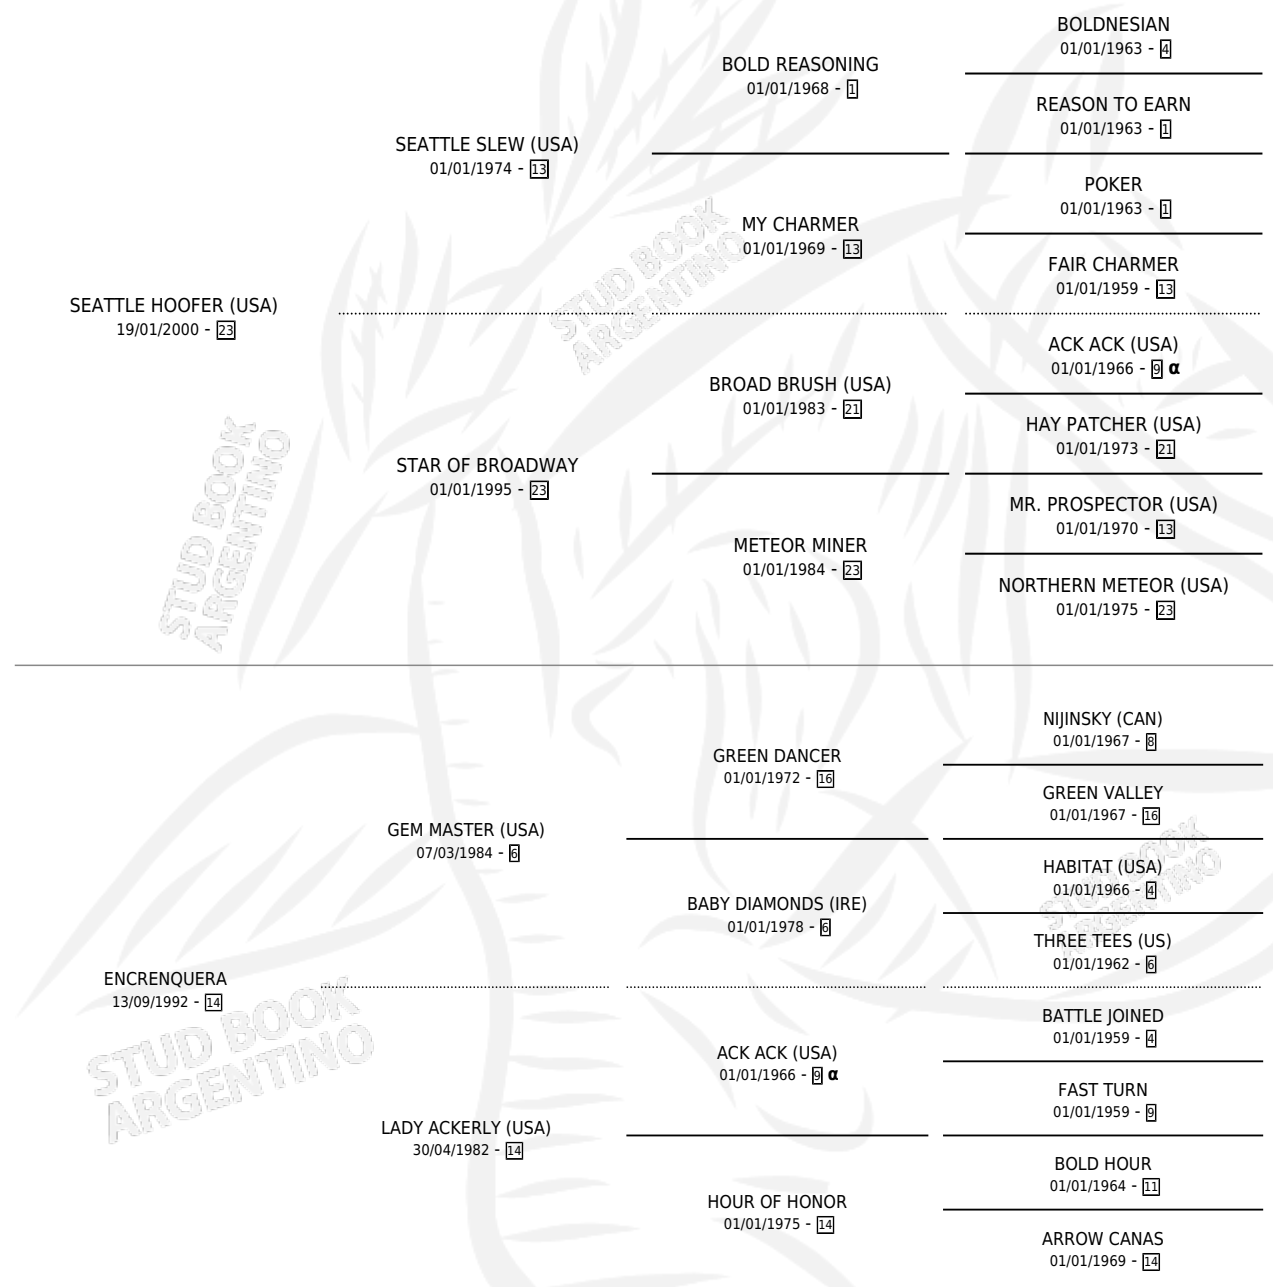 BOLDNESIAN
01/01/1963 - 4
BOLD REASONING
01/01/1968 - 1
REASON TO EARN
01/01/1963 - 1
SEATTLE SLEW (USA)
01/01/1974 - 13
POKER
01/01/1963 - 1
MY CHARMER
01/01/1969 - 13
FAIR CHARMER
01/01/1959 - 13
STUD BOOK
ARGENTINO
SEATTLE HOOFER (USA)
19/01/2000 - 23
ACK ACK (USA)
01/01/1966 - 9 α
BROAD BRUSH (USA)
01/01/1983 - 21
HAY PATCHER (USA)
01/01/1973 - 21
STAR OF BROADWAY
01/01/1995 - 23
MR. PROSPECTOR (USA)
01/01/1970 - 13
METEOR MINER
01/01/1984 - 23
NORTHERN METEOR (USA)
01/01/1975 - 23
STUD BOOK
ARGENTINO
NIJINSKY (CAN)
01/01/1967 - 8
GREEN DANCER
01/01/1972 - 16
GREEN VALLEY
01/01/1967 - 16
GEM MASTER (USA)
07/03/1984 - 6
HABITAT (USA)
01/01/1966 - 4
BABY DIAMONDS (IRE)
01/01/1978 - 6
THREE TEES (US)
01/01/1962 - 6
STUD BOOK
ARGENTINO
ENCRENQUERA
13/09/1992 - 14
BATTLE JOINED
01/01/1959 - 4
ACK ACK (USA)
01/01/1966 - 9 α
FAST TURN
01/01/1959 - 9
STUD BOOK
ARGENTINO
LADY ACKERLY (USA)
30/04/1982 - 14
BOLD HOUR
01/01/1964 - 11
HOUR OF HONOR
01/01/1975 - 14
ARROW CANAS
01/01/1969 - 14